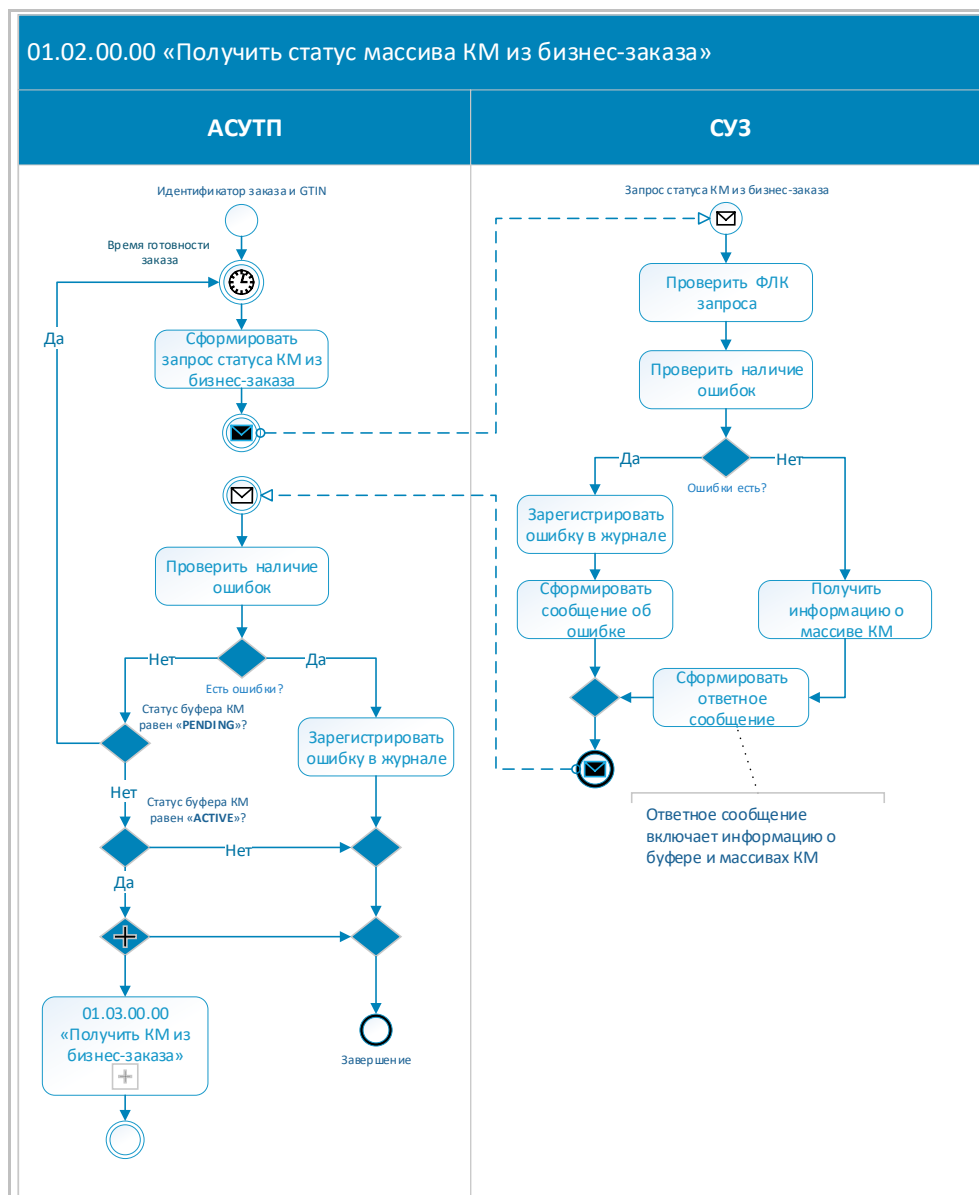 01.02.00.00 «Получить статус массива КМ из бизнес-заказа»
АСУТП
СУЗ
Идентификатор заказа и GTIN
Время готовности
заказа
Да
Сформировать
запрос статуса КМ из
бизнес-заказа
Проверить наличие
ошибок
Нет
Да
Есть ошибки?
Статус буфера КМ
равен «PENDING»?
Зарегистрировать
ошибку в журнале
Нет
Статус буфера КМ
равен «ACTIVE»?
Нет
Да
01.03.00.00
«Получить КМ из
бизнес-заказа»
Завершение
Запрос статуса КМ из бизнес-заказа
Проверить ФЛК
запроса
Проверить наличие
ошибок
Да
Нет
Ошибки есть?
Зарегистрировать
ошибку в журнале
Сформировать
сообщение об
ошибке
Получить
информацию о
массиве КМ
Сформировать
ответное
сообщение
Ответное сообщение
включает информацию о
буфере и массивах КМ